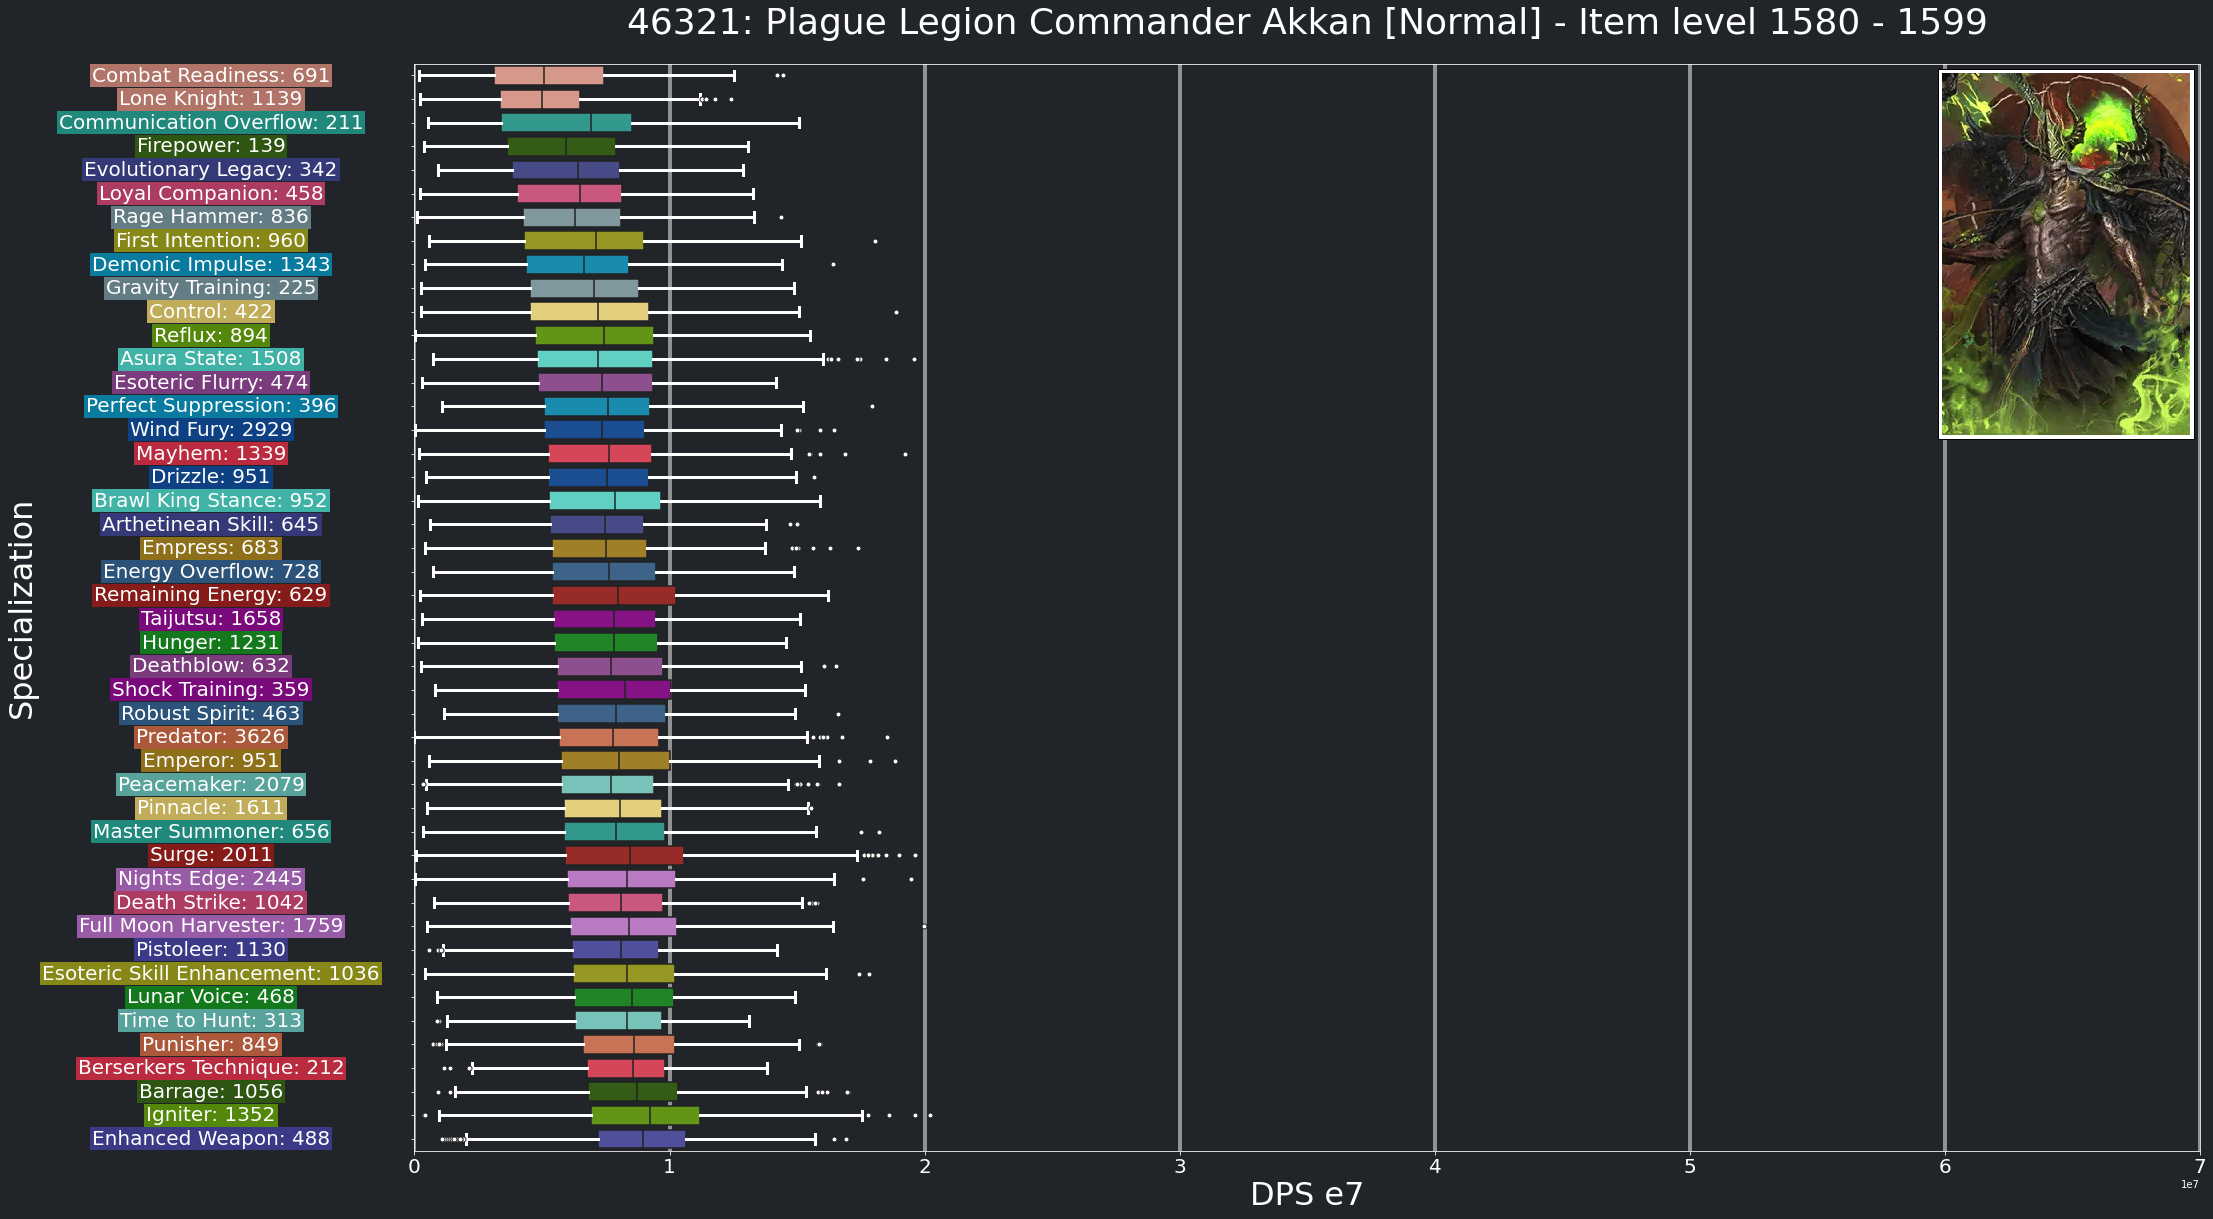 46321: Plague Legion Commander Akkan [Normal] - Item level 1580 - 1599
Combat Readiness: 691
Lone Knight: 1139
Communication Overflow: 211
Firepower: 139
Evolutionary Legacy: 342
Loyal Companion: 458
Rage Hammer: 836
First Intention: 960
Demonic Impulse: 1343
Gravity Training: 225
Control: 422
Reflux: 894
Asura State: 1508
Esoteric Flurry: 474
Perfect Suppression: 396
Wind Fury: 2929
Mayhem: 1339
Drizzle: 951
Brawl King Stance: 952
Arthetinean Skill: 645
Empress: 683
Energy Overflow: 728
Remaining Energy: 629
Taijutsu: 1658
Hunger: 1231
Deathblow: 632
Shock Training: 359
Robust Spirit: 463
Predator: 3626
Emperor: 951
Peacemaker: 2079
Pinnacle: 1611
Master Summoner: 656
Surge: 2011
Nights Edge: 2445
Death Strike: 1042
Full Moon Harvester: 1759
Pistoleer: 1130
Esoteric Skill Enhancement: 1036
Lunar Voice: 468
Time to Hunt: 313
Punisher: 849
Berserkers Technique: 212
Barrage: 1056
Igniter: 1352
Enhanced Weapon: 488
Specialization
0 1 2 3 4 5 6 7
1e7
DPS e7